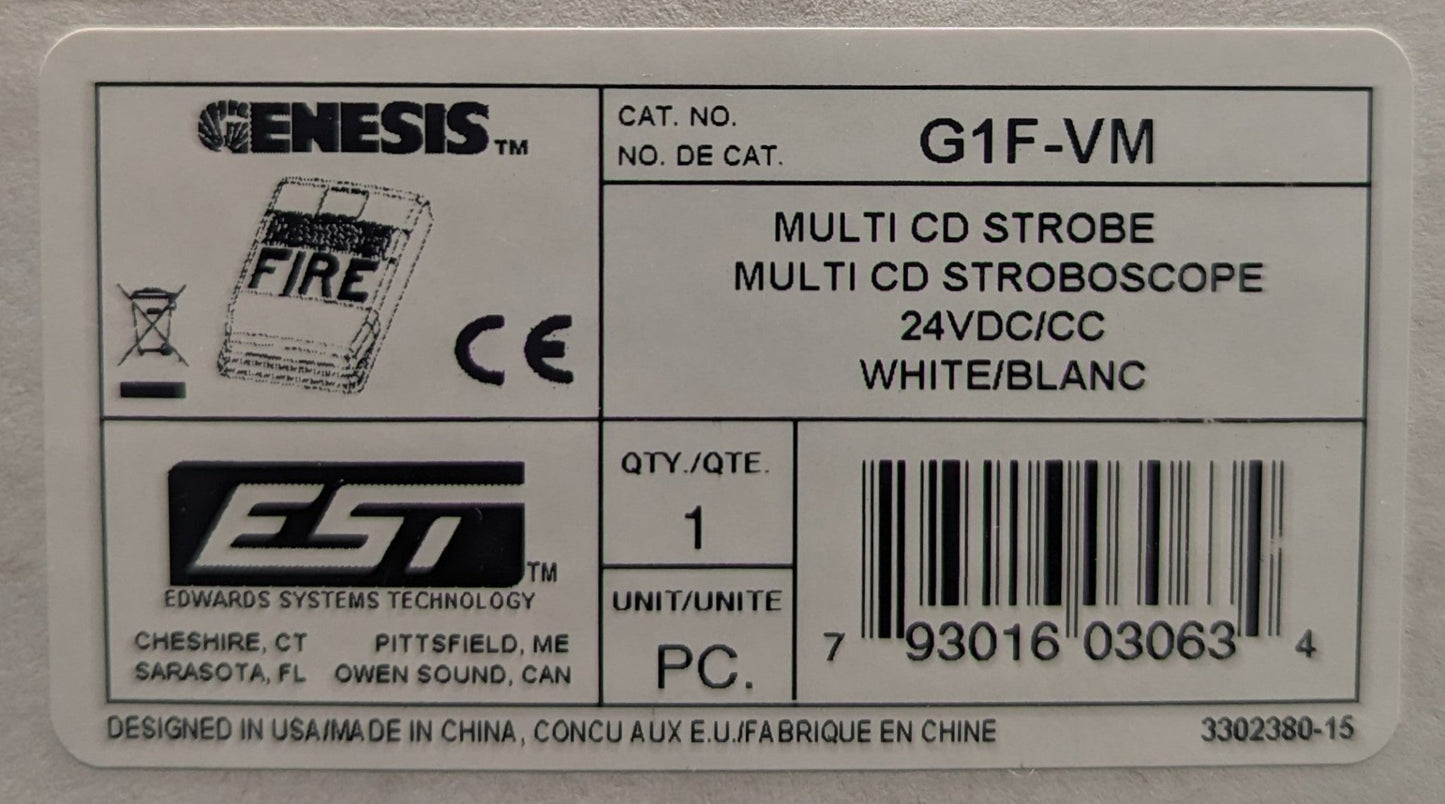 GENESIS™
FIRE
CE
CAT. NO.
NO. DE CAT.
G1F-VM
MULTI CD STROBE
MULTI CD STROBOSCOPE
24VDC/CC
WHITE/BLANC
EST™
EDWARDS SYSTEMS TECHNOLOGY
CHESHIRE, CT PITTSFIELD, ME
SARASOTA, FL OWEN SOUND, CAN
QTY./QTE.
1
UNIT/UNITE
PC.
7 93016 03063 4
DESIGNED IN USA/MADE IN CHINA, CONCU AUX E.U./FABRIQUE EN CHINE
3302380-15